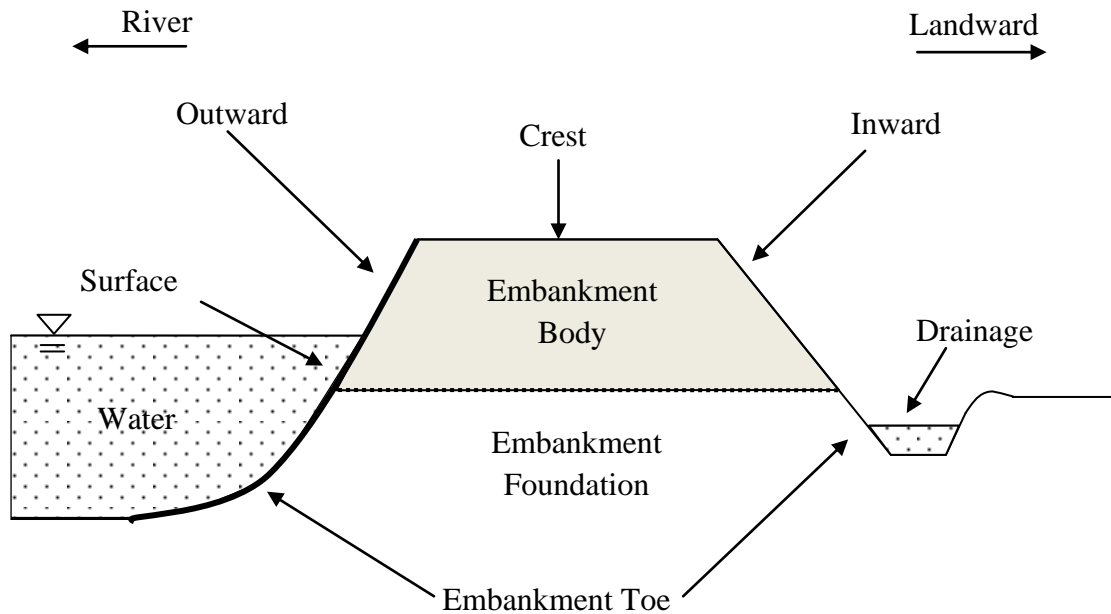 River
Landward
Outward
Crest
Inward
Surface
Embankment
Body
Drainage
Water
Embankment
Foundation
Embankment Toe